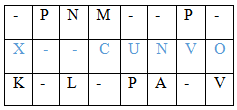 - P N M - - P -
X - - C U N V O
K - L - P A - V